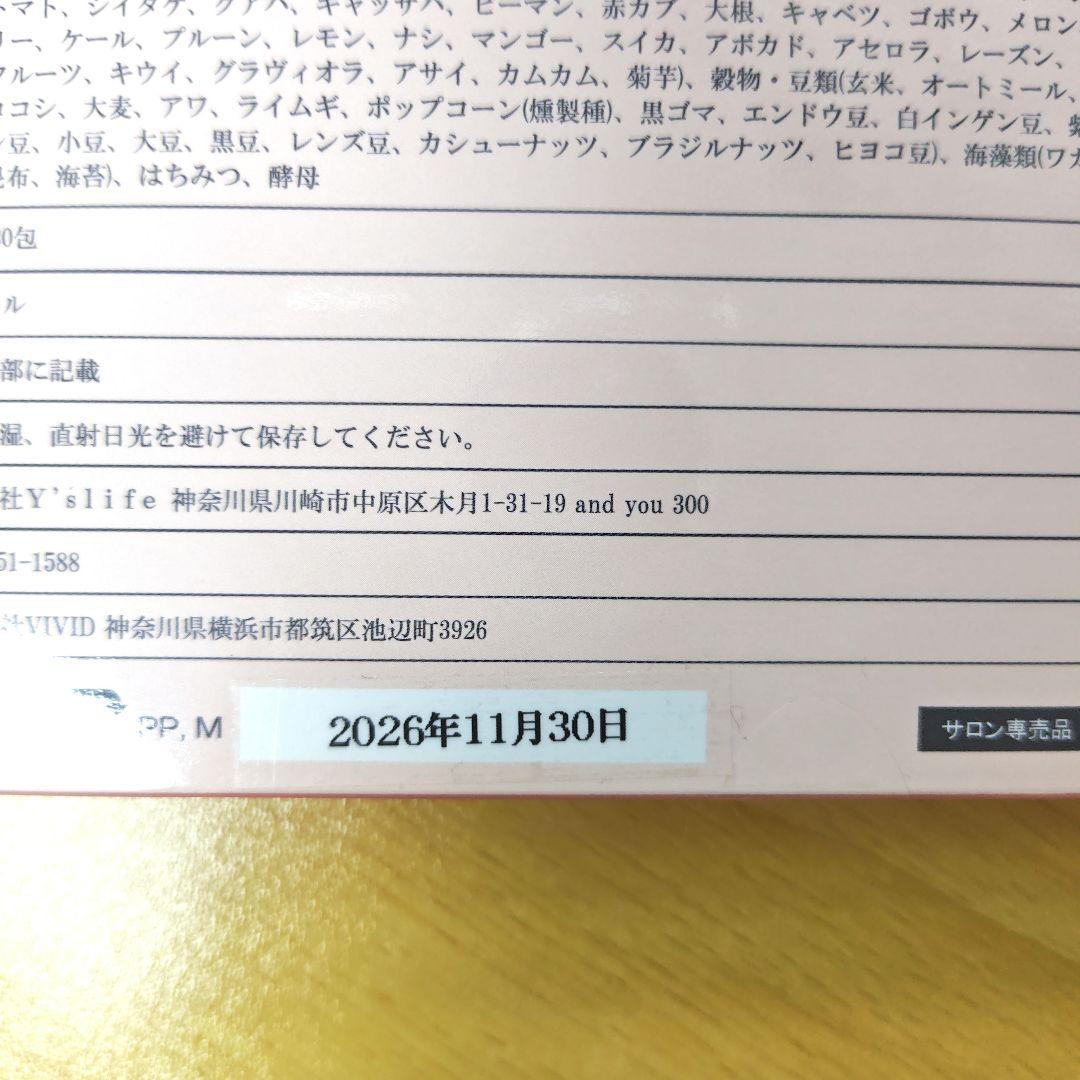 トマト、シイタケ、グアバ、キャッサバ、ピーマン、赤カブ、大根、キャベツ、ゴボウ、メロン
リー、ケール、プルーン、レモン、ナシ、マンゴー、スイカ、アボカド、アセロラ、レーズン、
フルーツ、キウイ、グラヴィオラ、アサイ、カムカム、菊芋)、穀物・豆類(玄米、オートミール、
ロコシ、大麦、アワ、ライムギ、ポップコーン(燻製種)、黒ゴマ、エンドウ豆、白インゲン豆、紫
ン豆、小豆、大豆、黒豆、レンズ豆、カシューナッツ、ブラジルナッツ、ヒヨコ豆)、海藻類(ワカ
昆布、海苔)、はちみつ、酵母
30包
ル
部に記載
湿、直射日光を避けて保存してください。
社Y'slife 神奈川県川崎市中原区木月1-31-19 and you 300
51-1588
社VIVID 神奈川県横浜市都筑区池辺町3926
PP, M
2026年11月30日
サロン専売品